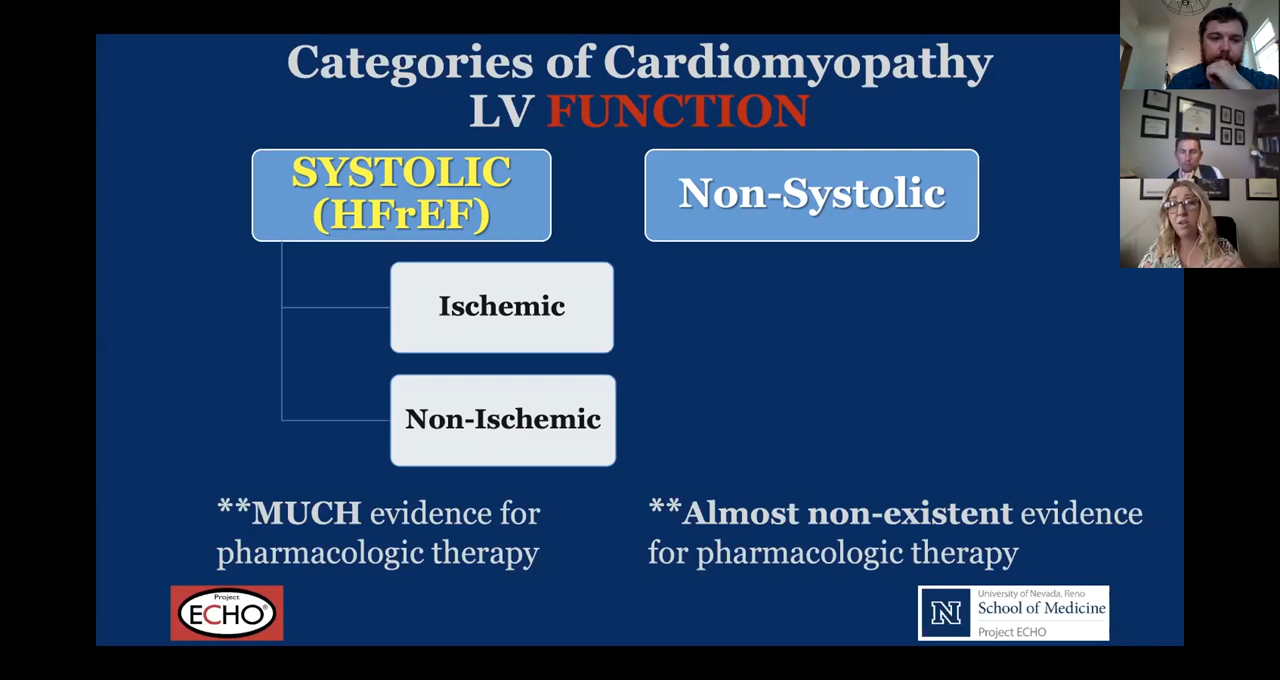 Categories of Cardiomyopathy
LV FUNCTION
SYSTOLIC
(HFrEF)
Non-Systolic
Ischemic
Non-Ischemic
**MUCH evidence for
pharmacologic therapy
**Almost non-existent evidence
for pharmacologic therapy
Project
ECHO®
N
University of Nevada, Reno
School of Medicine
Project ECHO